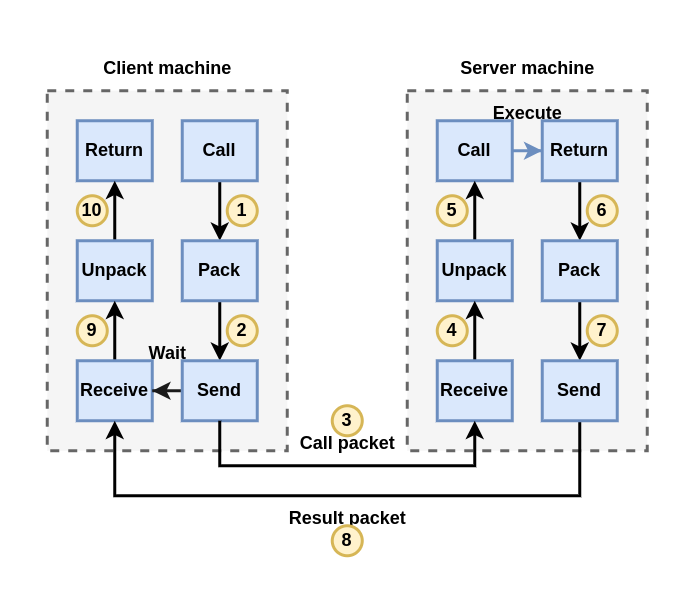 Client machine
Server machine
Execute
Return
Call
Call
Return
10
1
5
6
Unpack
Pack
Unpack
Pack
9
2
4
7
Wait
Receive
Send
Receive
Send
3
Call packet
Result packet
8